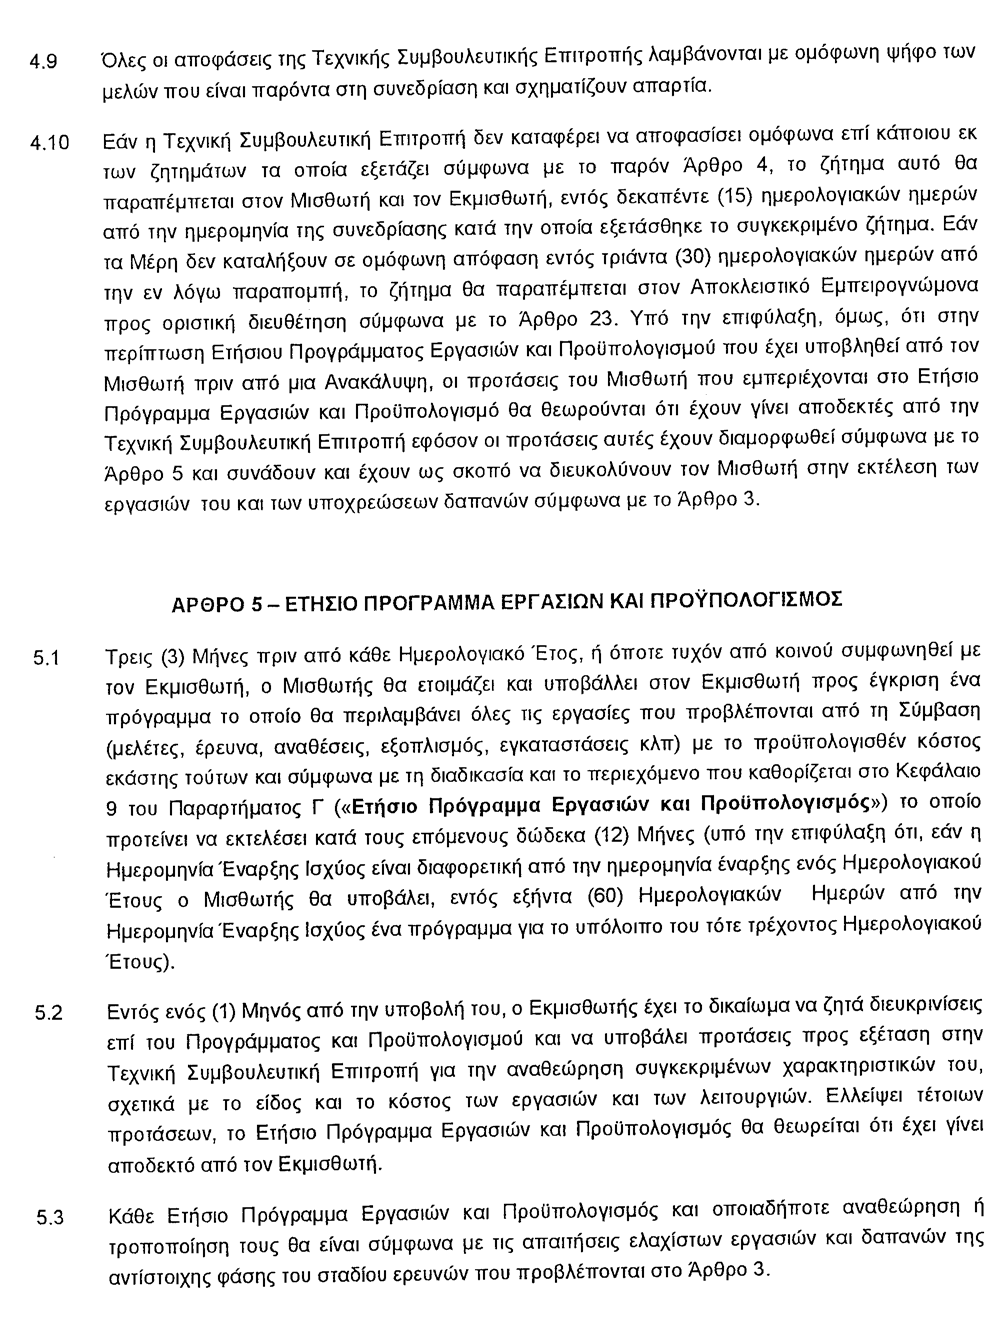 4.9 Όλες οι αποφάσεις της Τεχνικής Συμβουλευτικής Επιτροπής λαμβάνονται με ομόφωνη ψήφο των
μελών που είναι παρόντα στη συνεδρίαση και σχηματίζουν απαρτία.
4.10 Εάν η Τεχνική Συμβουλευτική Επιτροπή δεν καταφέρει να αποφασίσει ομόφωνα επί κάποιου εκ
των ζητημάτων τα οποία εξετάζει σύμφωνα με το παρόν Άρθρο 4, το ζήτημα αυτό θα
παραπέμπεται στον Μισθωτή και τον Εκμισθωτή, εντός δεκαπέντε (15) ημερολογιακών ημερών
από την ημερομηνία της συνεδρίασης κατά την οποία εξετάσθηκε το συγκεκριμένο ζήτημα. Εάν
τα Μέρη δεν καταλήξουν σε ομόφωνη απόφαση εντός τριάντα (30) ημερολογιακών ημερών από
την εν λόγω παραπομπή, το ζήτημα θα παραπέμπεται στον Αποκλειστικό Εμπειρογνώμονα
προς οριστική διευθέτηση σύμφωνα με το Άρθρο 23. Υπό την επιφύλαξη, όμως, ότι στην
περίπτωση Ετήσιου Προγράμματος Εργασιών και Προϋπολογισμού που έχει υποβληθεί από τον
Μισθωτή πριν από μια Ανακάλυψη, οι προτάσεις του Μισθωτή που εμπεριέχονται στο Ετήσιο
Πρόγραμμα Εργασιών και Προϋπολογισμό θα θεωρούνται ότι έχουν γίνει αποδεκτές από την
Τεχνική Συμβουλευτική Επιτροπή εφόσον οι προτάσεις αυτές έχουν διαμορφωθεί σύμφωνα με το
Άρθρο 5 και συνάδουν και έχουν ως σκοπό να διευκολύνουν τον Μισθωτή στην εκτέλεση των
εργασιών του και των υποχρεώσεων δαπανών σύμφωνα με το Άρθρο 3.
ΑΡΘΡΟ 5 – ΕΤΗΣΙΟ ΠΡΟΓΡΑΜΜΑ ΕΡΓΑΣΙΩΝ ΚΑΙ ΠΡΟΫΠΟΛΟΓΙΣΜΟΣ
5.1 Τρεις (3) Μήνες πριν από κάθε Ημερολογιακό Έτος, ή όποτε τυχόν από κοινού συμφωνηθεί με
τον Εκμισθωτή, ο Μισθωτής θα ετοιμάζει και υποβάλλει στον Εκμισθωτή προς έγκριση ένα
πρόγραμμα το οποίο θα περιλαμβάνει όλες τις εργασίες που προβλέπονται από τη Σύμβαση
(μελέτες, έρευνα, αναθέσεις, εξοπλισμός, εγκαταστάσεις κλπ) με το προϋπολογισθέν κόστος
εκάστης τούτων και σύμφωνα με τη διαδικασία και το περιεχόμενο που καθορίζεται στο Κεφάλαιο
9 του Παραρτήματος Γ («Ετήσιο Πρόγραμμα Εργασιών και Προϋπολογισμός») το οποίο
προτείνει να εκτελέσει κατά τους επόμενους δώδεκα (12) Μήνες (υπό την επιφύλαξη ότι, εάν η
Ημερομηνία Έναρξης Ισχύος είναι διαφορετική από την ημερομηνία έναρξης ενός Ημερολογιακού
Έτους ο Μισθωτής θα υποβάλει, εντός εξήντα (60) Ημερολογιακών Ημερών από την
Ημερομηνία Έναρξης Ισχύος ένα πρόγραμμα για το υπόλοιπο του τότε τρέχοντος Ημερολογιακού
Έτους).
5.2 Εντός ενός (1) Μηνός από την υποβολή του, ο Εκμισθωτής έχει το δικαίωμα να ζητά διευκρινίσεις
επί του Προγράμματος και Προϋπολογισμού και να υποβάλει προτάσεις προς εξέταση στην
Τεχνική Συμβουλευτική Επιτροπή για την αναθεώρηση συγκεκριμένων χαρακτηριστικών του,
σχετικά με το είδος και το κόστος των εργασιών και των λειτουργιών. Ελλείψει τέτοιων
προτάσεων, το Ετήσιο Πρόγραμμα Εργασιών και Προϋπολογισμός θα θεωρείται ότι έχει γίνει
αποδεκτό από τον Εκμισθωτή.
5.3 Κάθε Ετήσιο Πρόγραμμα Εργασιών και Προϋπολογισμός και οποιαδήποτε αναθεώρηση ή
τροποποίηση τους θα είναι σύμφωνα με τις απαιτήσεις ελαχίστων εργασιών και δαπανών της
αντίστοιχης φάσης του σταδίου ερευνών που προβλέπονται στο Άρθρο 3.